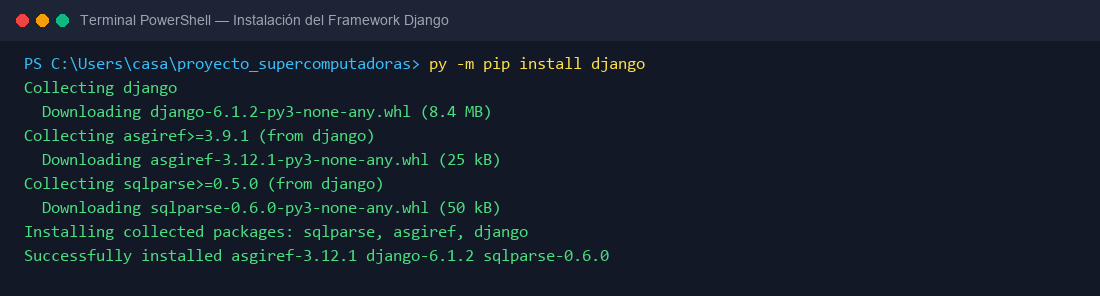 Terminal PowerShell — Instalación del Framework Django
PS C:\Users\casa\proyecto_supercomputadoras> py -m pip install django
Collecting django
  Downloading django-6.1.2-py3-none-any.whl (8.4 MB)
Collecting asgiref>=3.9.1 (from django)
  Downloading asgiref-3.12.1-py3-none-any.whl (25 kB)
Collecting sqlparse>=0.5.0 (from django)
  Downloading sqlparse-0.6.0-py3-none-any.whl (50 kB)
Installing collected packages: sqlparse, asgiref, django
Successfully installed asgiref-3.12.1 django-6.1.2 sqlparse-0.6.0